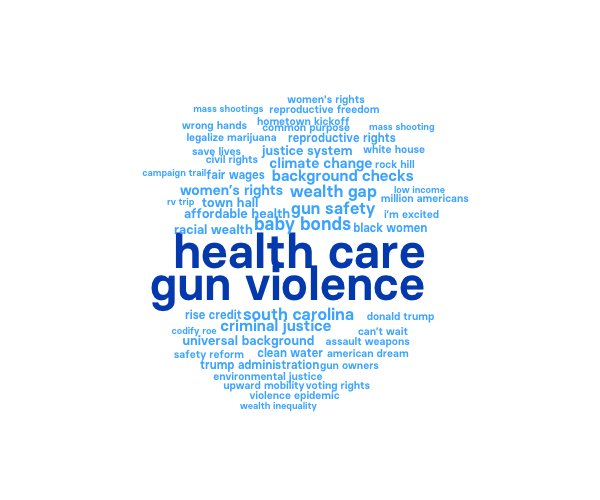 women's rights
mass shootings reproductive freedom
hometown kickoff
wrong hands common purpose mass shooting
legalize marijuana reproductive rights
save lives justice system white house
civil rights climate change rock hill
campaign trail fair wages background checks
women's rights wealth gap low income
rv trip town hall million americans
affordable health gun safety i'm excited
racial wealth baby bonds black women
health care
gun violence
rise credit south carolina donald trump
codify roe criminal justice can't wait
universal background assault weapons
safety reform clean water american dream
trump administration gun owners
environmental justice
upward mobility voting rights
violence epidemic
wealth inequality